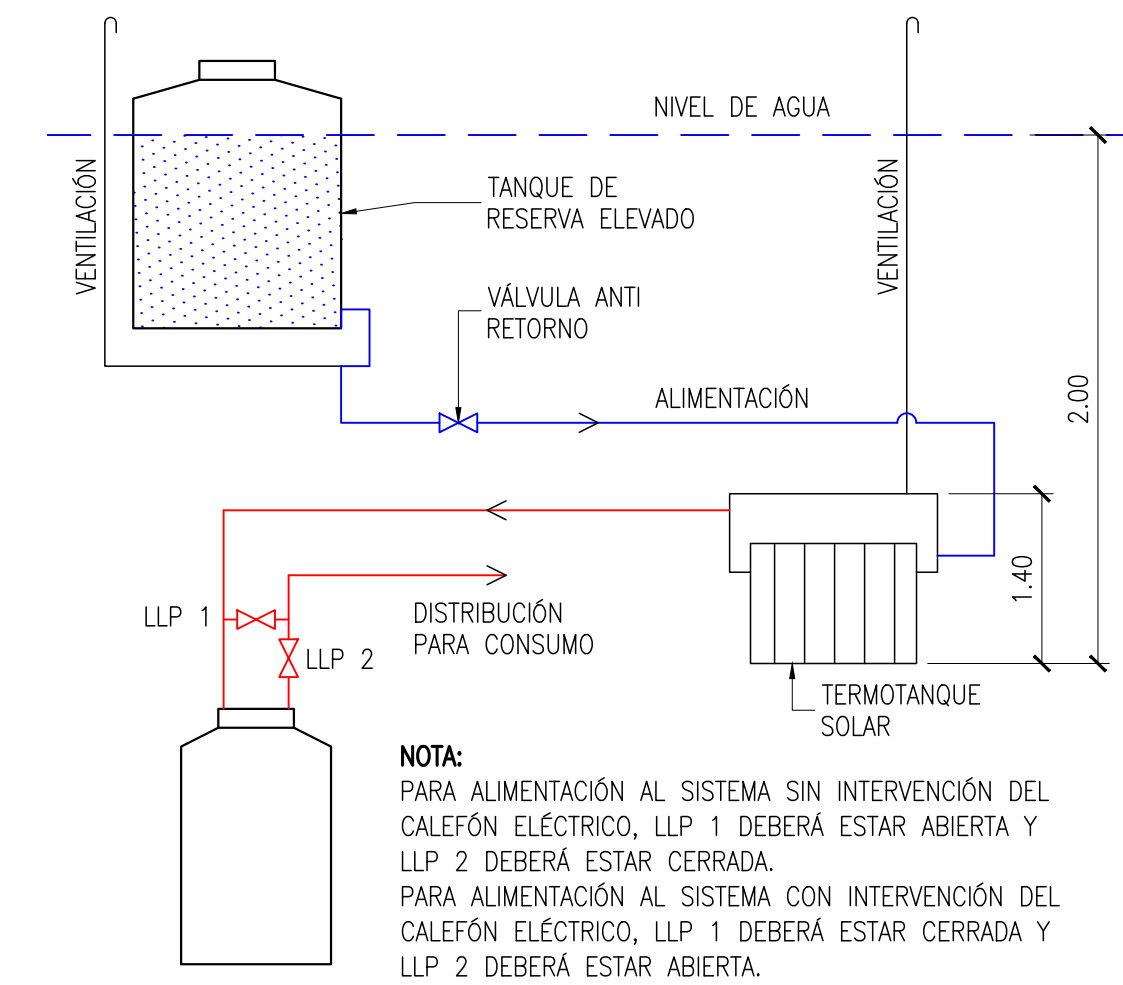 NIVEL DE AGUA
VENTILACIÓN
TANQUE DE
RESERVA ELEVADO
VENTILACIÓN
VÁLVULA ANTI
RETORNO
ALIMENTACIÓN
2.00
1.40
DISTRIBUCIÓN
PARA CONSUMO
LLP 1
LLP 2
TERMOTANQUE
SOLAR
NOTA:
PARA ALIMENTACIÓN AL SISTEMA SIN INTERVENCIÓN DEL
CALEFÓN ELÉCTRICO, LLP 1 DEBERÁ ESTAR ABIERTA Y
LLP 2 DEBERÁ ESTAR CERRADA.
PARA ALIMENTACIÓN AL SISTEMA CON INTERVENCIÓN DEL
CALEFÓN ELÉCTRICO, LLP 1 DEBERÁ ESTAR CERRADA Y
LLP 2 DEBERÁ ESTAR ABIERTA.